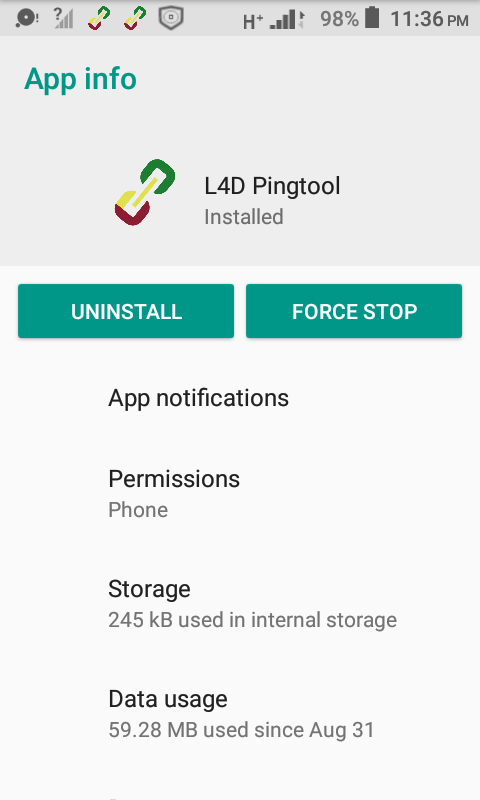 H+ 98% 11:36 PM
App info
L4D Pingtool
Installed
UNINSTALL
FORCE STOP
App notifications
Permissions
Phone
Storage
245 kB used in internal storage
Data usage
59.28 MB used since Aug 31